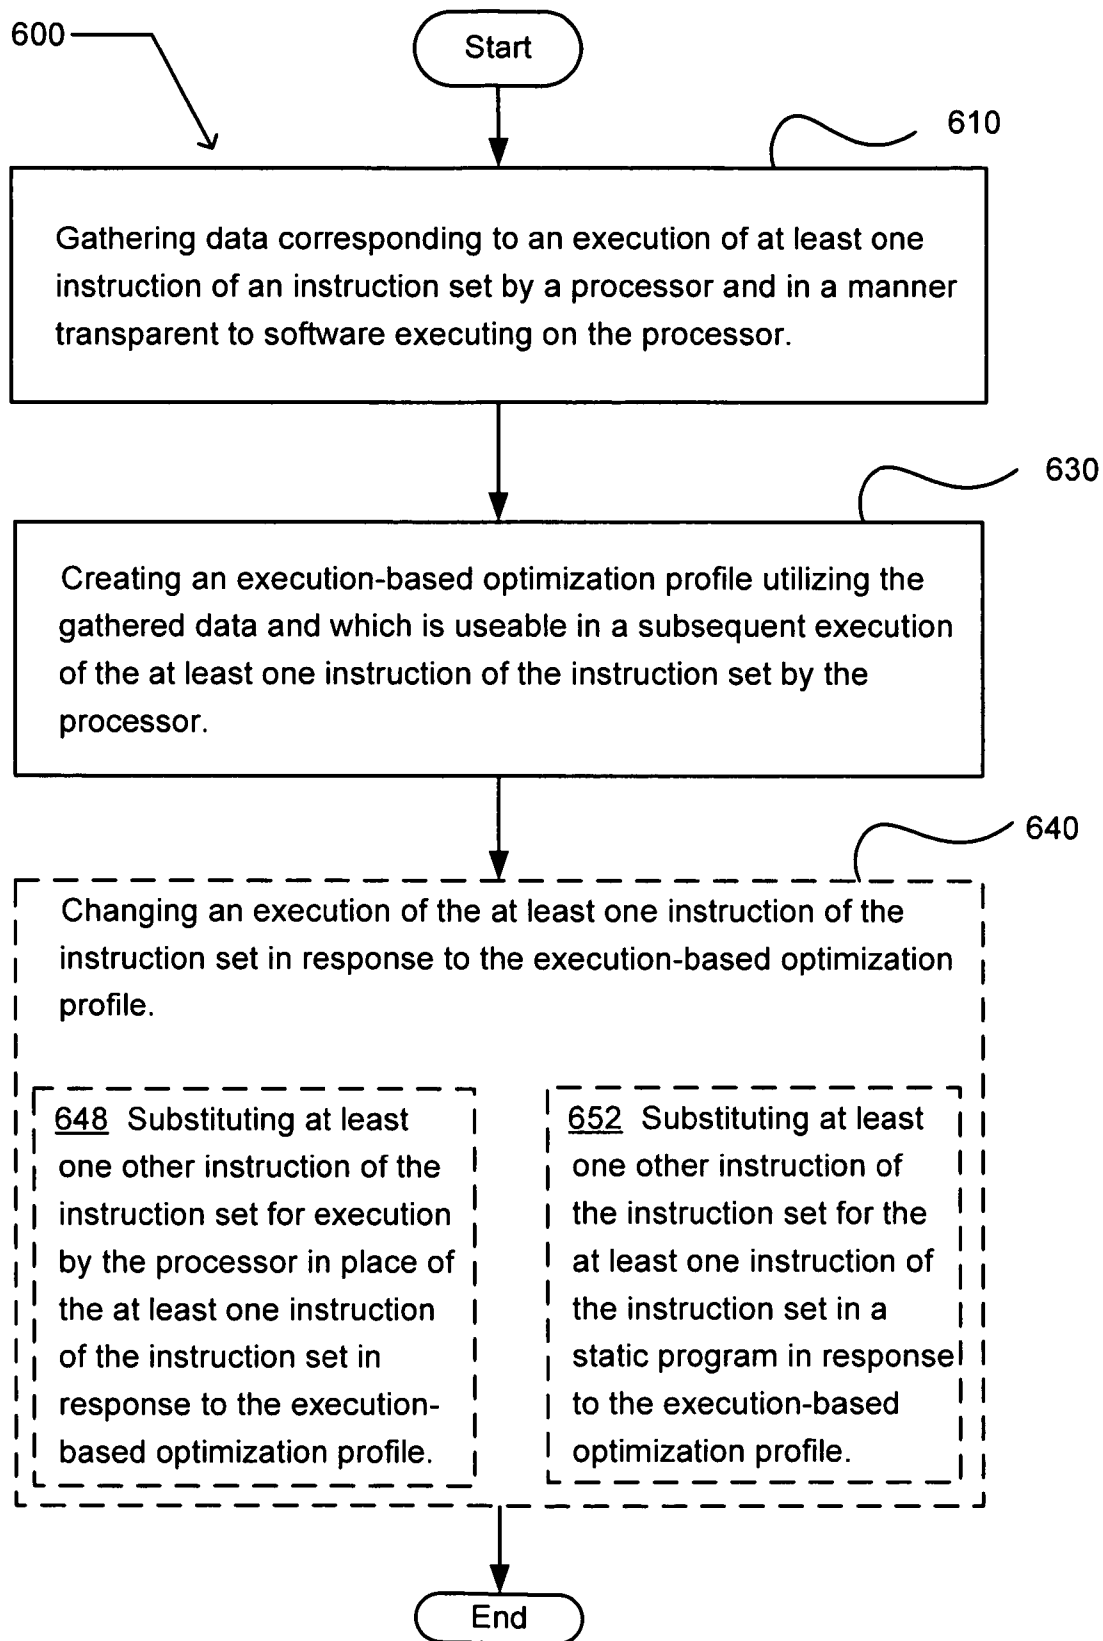 600
Start
610
Gathering data corresponding to an execution of at least one
instruction of an instruction set by a processor and in a manner
transparent to software executing on the processor.
630
Creating an execution-based optimization profile utilizing the
gathered data and which is useable in a subsequent execution
of the at least one instruction of the instruction set by the
processor.
640
Changing an execution of the at least one instruction of the
instruction set in response to the execution-based optimization
profile.
648 Substituting at least
one other instruction of the
instruction set for execution
by the processor in place of
the at least one instruction
of the instruction set in
response to the execution-
based optimization profile.
652 Substituting at least
one other instruction of
the instruction set for the
at least one instruction of
the instruction set in a
static program in response
to the execution-based
optimization profile.
End